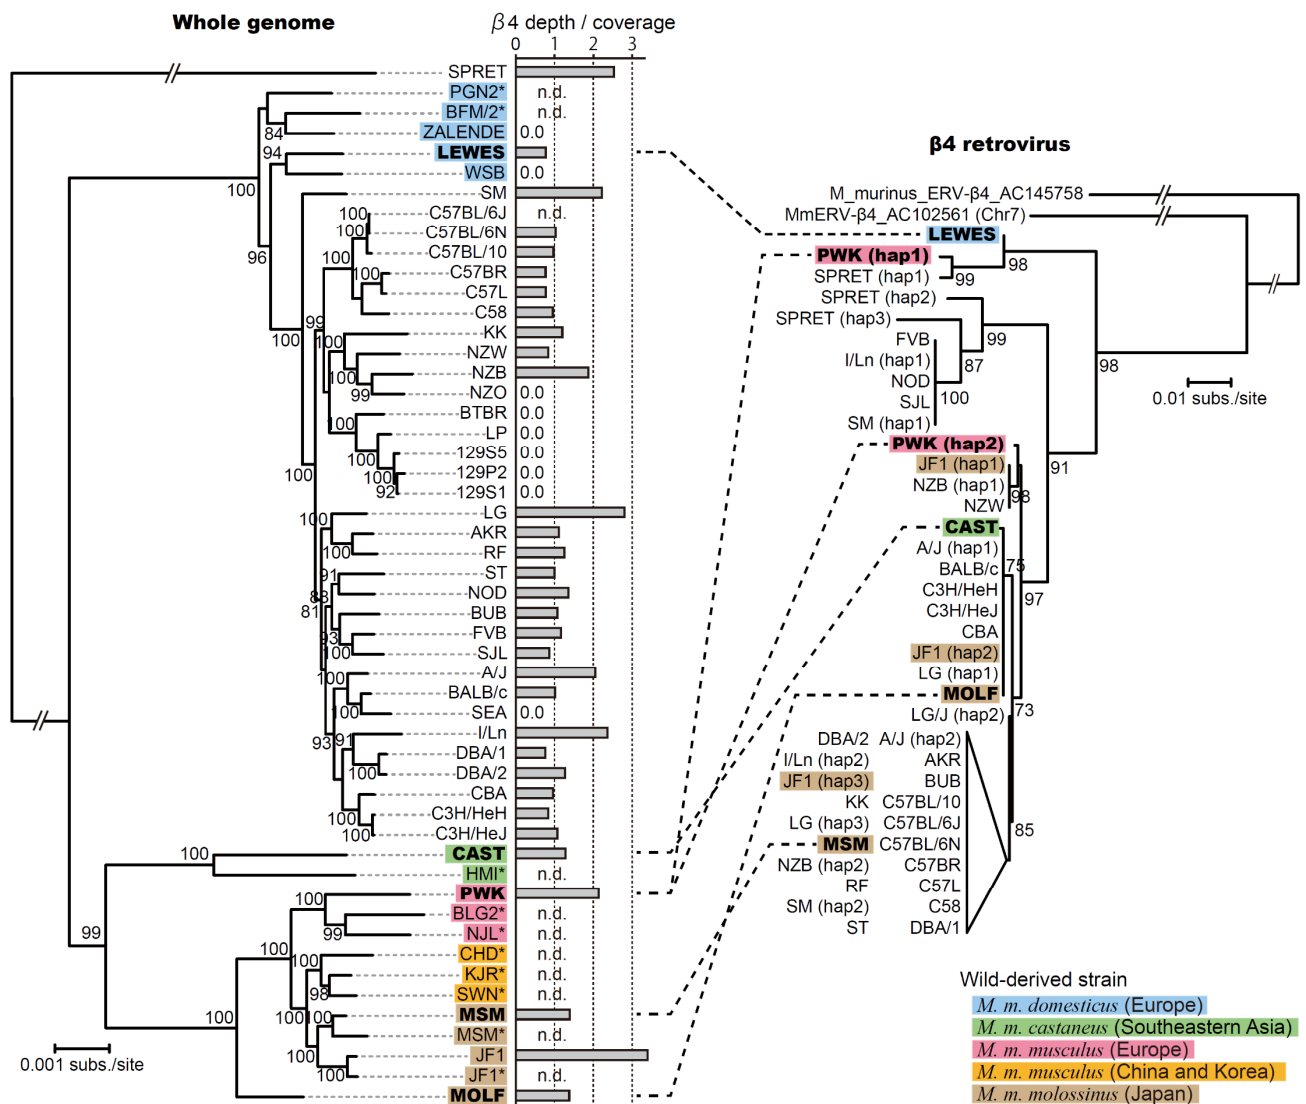 Whole genome
β4 depth / coverage
0 1 2 3
SPRET
PGN2* n.d.
BFM/2* n.d.
84 ZALENDE 0.0
94 LEWES
100 WSB 0.0
SM
100 C57BL/6J n.d.
100 C57BL/6N
96 100 C57BL/10
100 C57BR
C57L
99 C58
100 100 KK
NZW
100 NZB
99 NZO 0.0
100 BTBR 0.0
LP 0.0
100 129S5 0.0
100 100 129P2 0.0
92 129S1 0.0
LG
100 AKR
100 RF
91 ST
88 NOD
81 BUB
93 FVB
100 SJL
100 A/J
BALB/c
100 SEA 0.0
93 91 I/Ln
DBA/1
100 DBA/2
CBA
100 C3H/HeH
100 C3H/HeJ
100 CAST
HMI* n.d.
100 PWK
99 BLG2* n.d.
99 NJL* n.d.
100 100 CHD* n.d.
KJR* n.d.
98 SWN* n.d.
100 100 100 MSM
MSM* n.d.
100 JF1
100 JF1* n.d.
MOLF
0.001 subs./site
β4 retrovirus
M_murinus_ERV-β4_AC145758
MmERV-β4_AC102561 (Chr7)
LEWES
PWK (hap1) 98
SPRET (hap1) 99
SPRET (hap2)
SPRET (hap3) 99
FVB
I/Ln (hap1) 87 98
NOD 100
SJL
SM (hap1)
0.01 subs./site
PWK (hap2)
JF1 (hap1) 91
NZB (hap1) 98
NZW
CAST
A/J (hap1)
BALB/c 75
C3H/HeH 97
C3H/HeJ
CBA
JF1 (hap2)
LG (hap1)
MOLF
LG/J (hap2) 73
DBA/2 A/J (hap2)
I/Ln (hap2) AKR
JF1 (hap3) BUB
KK C57BL/10
LG (hap3) C57BL/6J 85
MSM C57BL/6N
NZB (hap2) C57BR
RF C57L
SM (hap2) C58
ST DBA/1
Wild-derived strain
M. m. domesticus (Europe)
M. m. castaneus (Southeastern Asia)
M. m. musculus (Europe)
M. m. musculus (China and Korea)
M. m. molossinus (Japan)